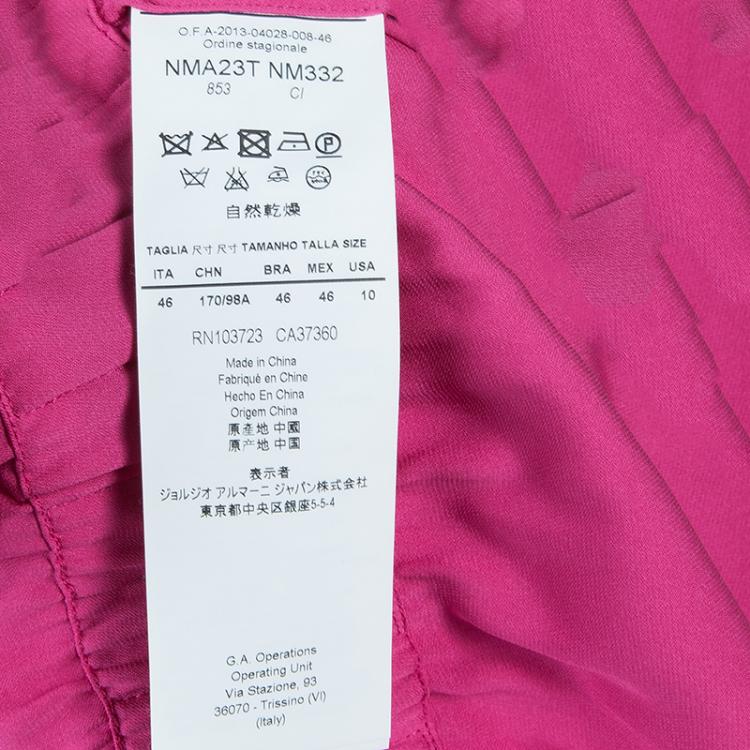 O.F.A-2013-04028-008-46
Ordine stagionale
NMA23T NM332
853 CI
P
自然乾燥
TAGLIA 尺寸 尺寸 TAMANHO TALLA SIZE
ITA CHN BRA MEX USA
46 170/98A 46 46 10
RN103723 CA37360
Made in China
Fabriqué en Chine
Hecho En China
Origem China
原產地 中國
原产地 中国
表示者
ジョルジオ アルマーニ ジャパン株式会社
東京都中央区銀座5-5-4
G.A. Operations
Operating Unit
Via Stazione, 93
36070 - Trissino (VI)
(Italy)